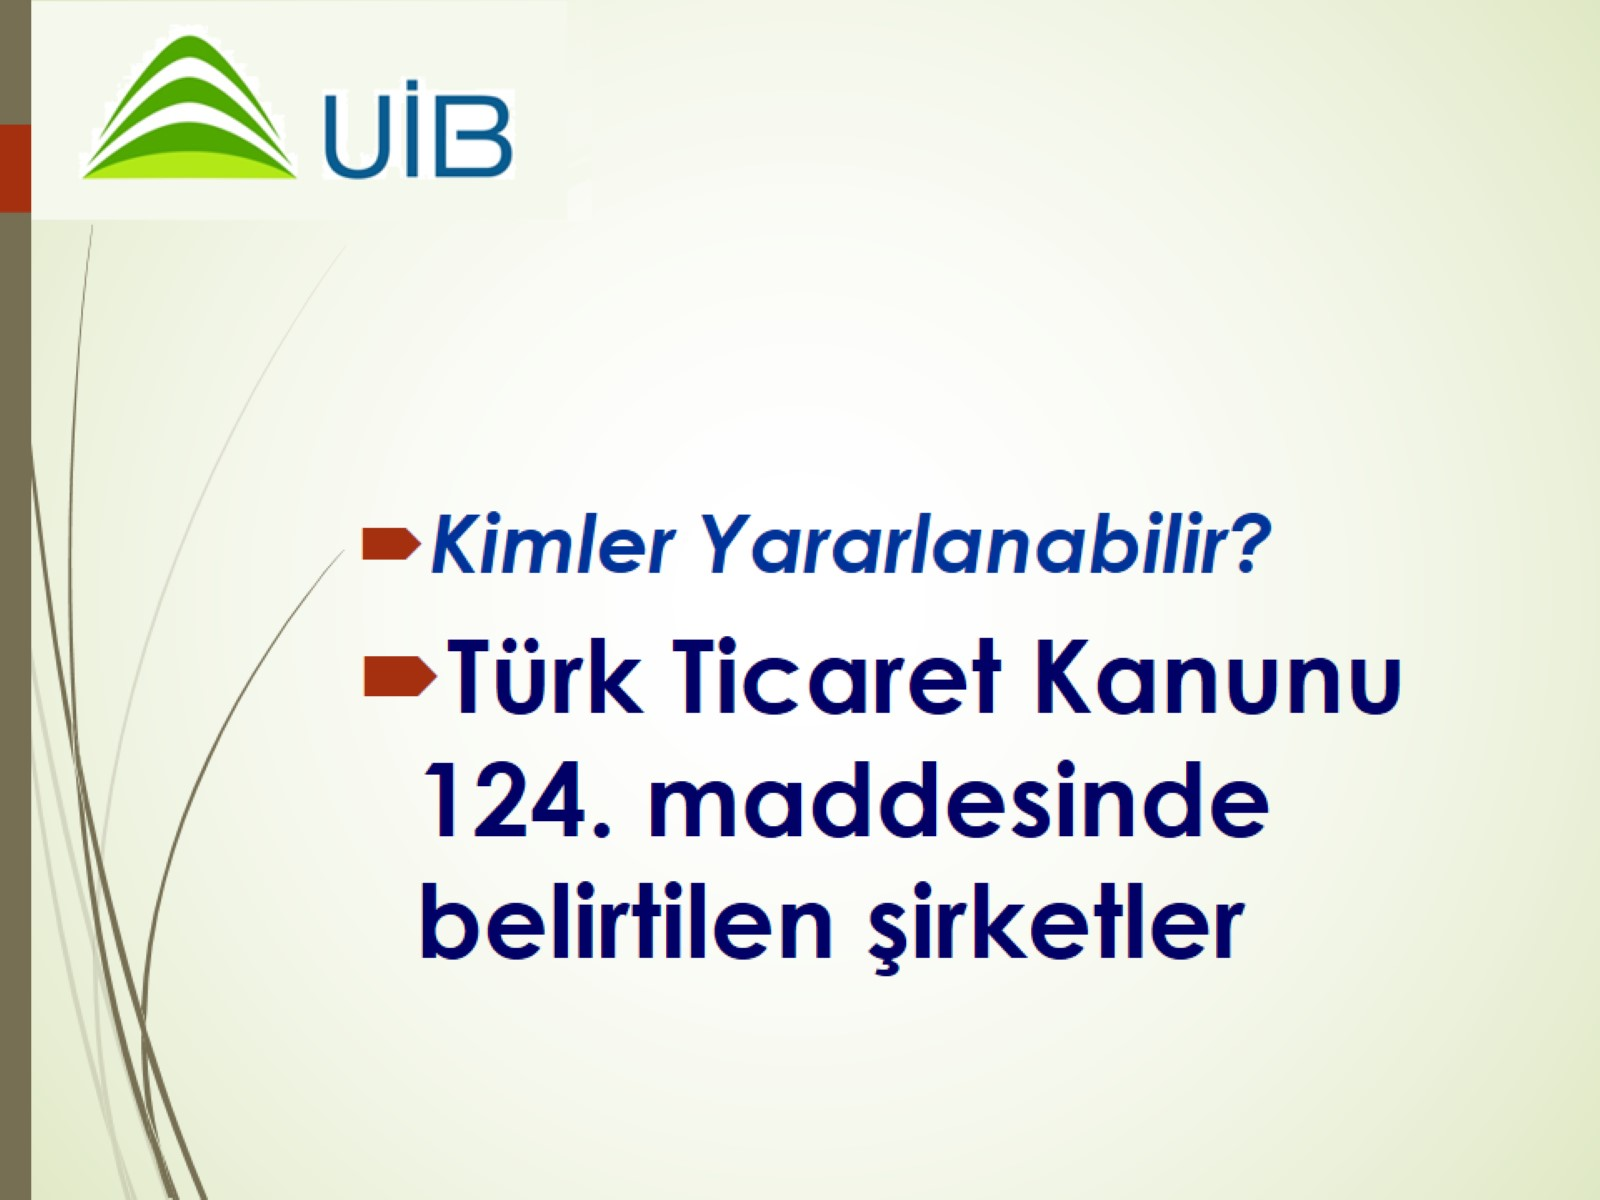 UİB
Kimler Yararlanabilir?
Türk Ticaret Kanunu
124. maddesinde
belirtilen şirketler